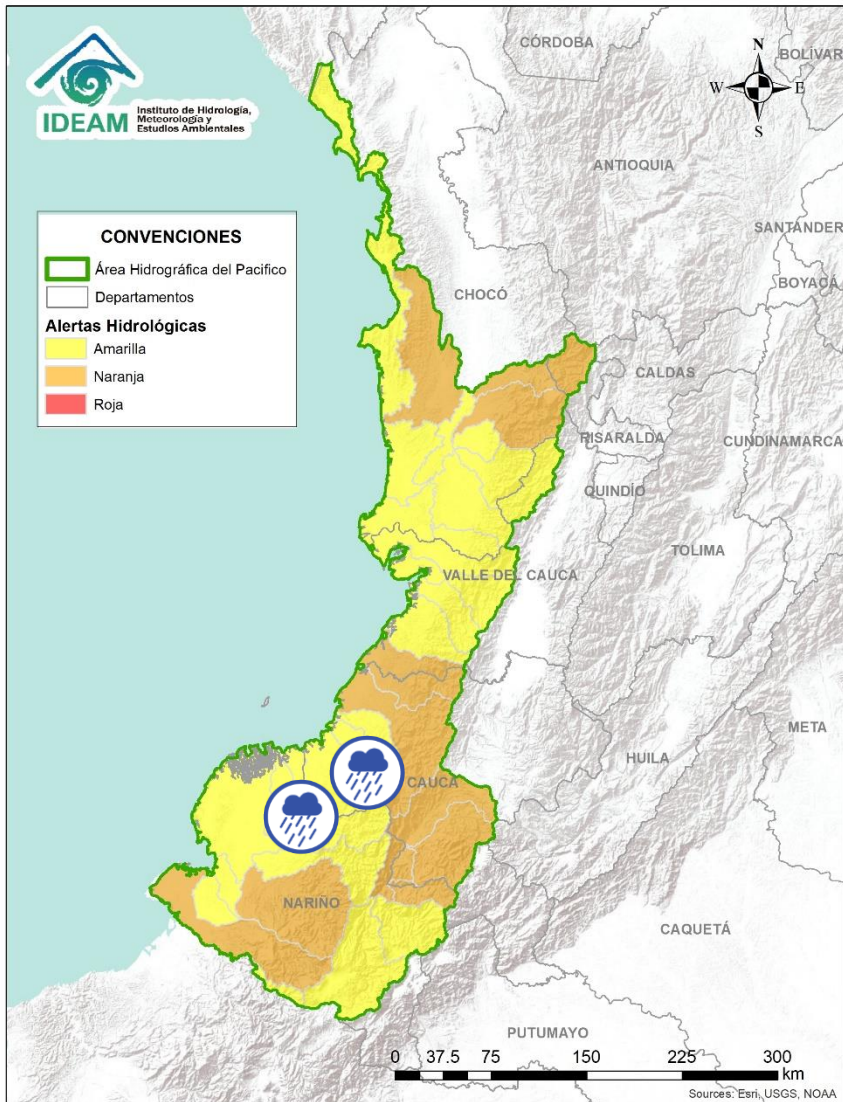 IDEAM
Instituto de Hidrología,
Meteorología y
Estudios Ambientales
CÓRDOBA
BOLÍVAR
N
W
E
S
ANTIOQUIA
SANTANDER
BOYACÁ
CONVENCIONES
Área Hidrográfica del Pacifico
Departamentos
Alertas Hidrológicas
Amarilla
Naranja
Roja
CHOCÓ
CALDAS
RISARALDA
CUNDINAMARCA
QUINDÍO
TOLIMA
VALLE DEL CAUCA
META
HUILA
CAUCA
NARIÑO
CAQUETÁ
PUTUMAYO
0 37.5 75 150 225 300
km
Sources: Esri, USGS, NOAA